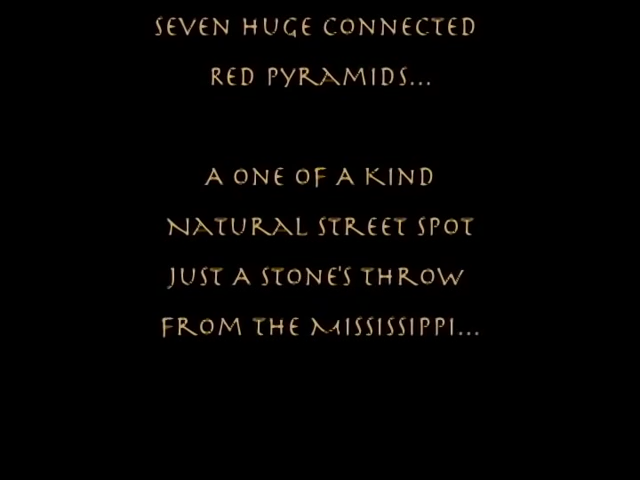 SEVEN HUGE CONNECTED
RED PYRAMIDS...
A ONE OF A KIND
NATURAL STREET SPOT
JUST A STONE'S THROW
FROM THE MISSISSIPPI...